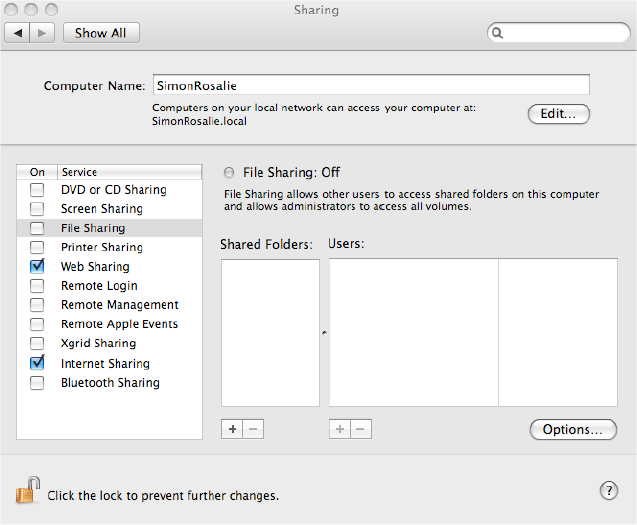 Sharing
Show All
Computer Name: SimonRosalie
Computers on your local network can access your computer at:
SimonRosalie.local
Edit...
On Service
DVD or CD Sharing
Screen Sharing
File Sharing
Printer Sharing
Web Sharing
Remote Login
Remote Management
Remote Apple Events
Xgrid Sharing
Internet Sharing
Bluetooth Sharing
File Sharing: Off
File Sharing allows other users to access shared folders on this computer
and allows administrators to access all volumes.
Shared Folders: Users:
+ − + −
Options...
Click the lock to prevent further changes.
?